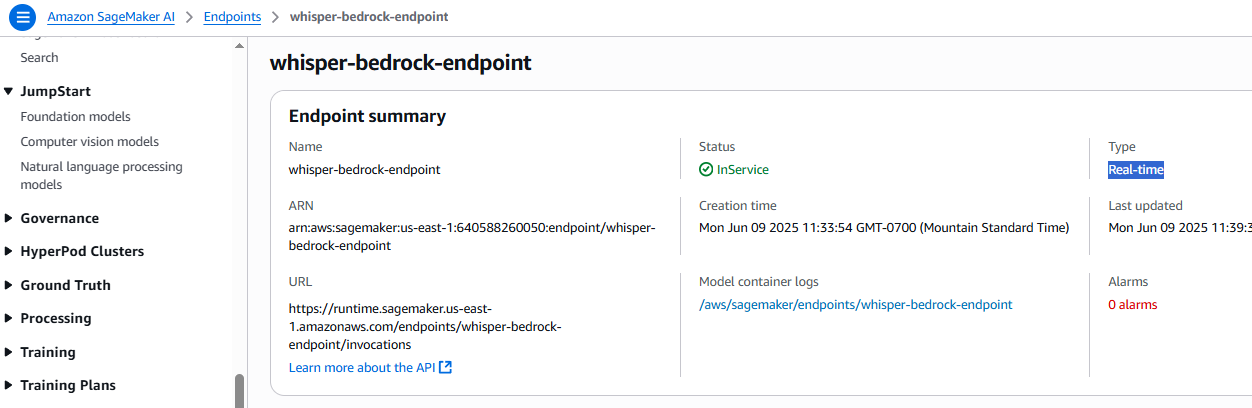 Amazon SageMaker AI > Endpoints > whisper-bedrock-endpoint
Search
JumpStart
Foundation models
Computer vision models
Natural language processing
models
Governance
HyperPod Clusters
Ground Truth
Processing
Training
Training Plans
whisper-bedrock-endpoint
Endpoint summary
Name
whisper-bedrock-endpoint
Status
InService
Type
Real-time
ARN
arn:aws:sagemaker:us-east-1:640588260050:endpoint/whisper-
bedrock-endpoint
Creation time
Mon Jun 09 2025 11:33:54 GMT-0700 (Mountain Standard Time)
Last updated
Mon Jun 09 2025 11:39:3
URL
https://runtime.sagemaker.us-east-
1.amazonaws.com/endpoints/whisper-bedrock-
endpoint/invocations
Learn more about the API
Model container logs
/aws/sagemaker/endpoints/whisper-bedrock-endpoint
Alarms
0 alarms